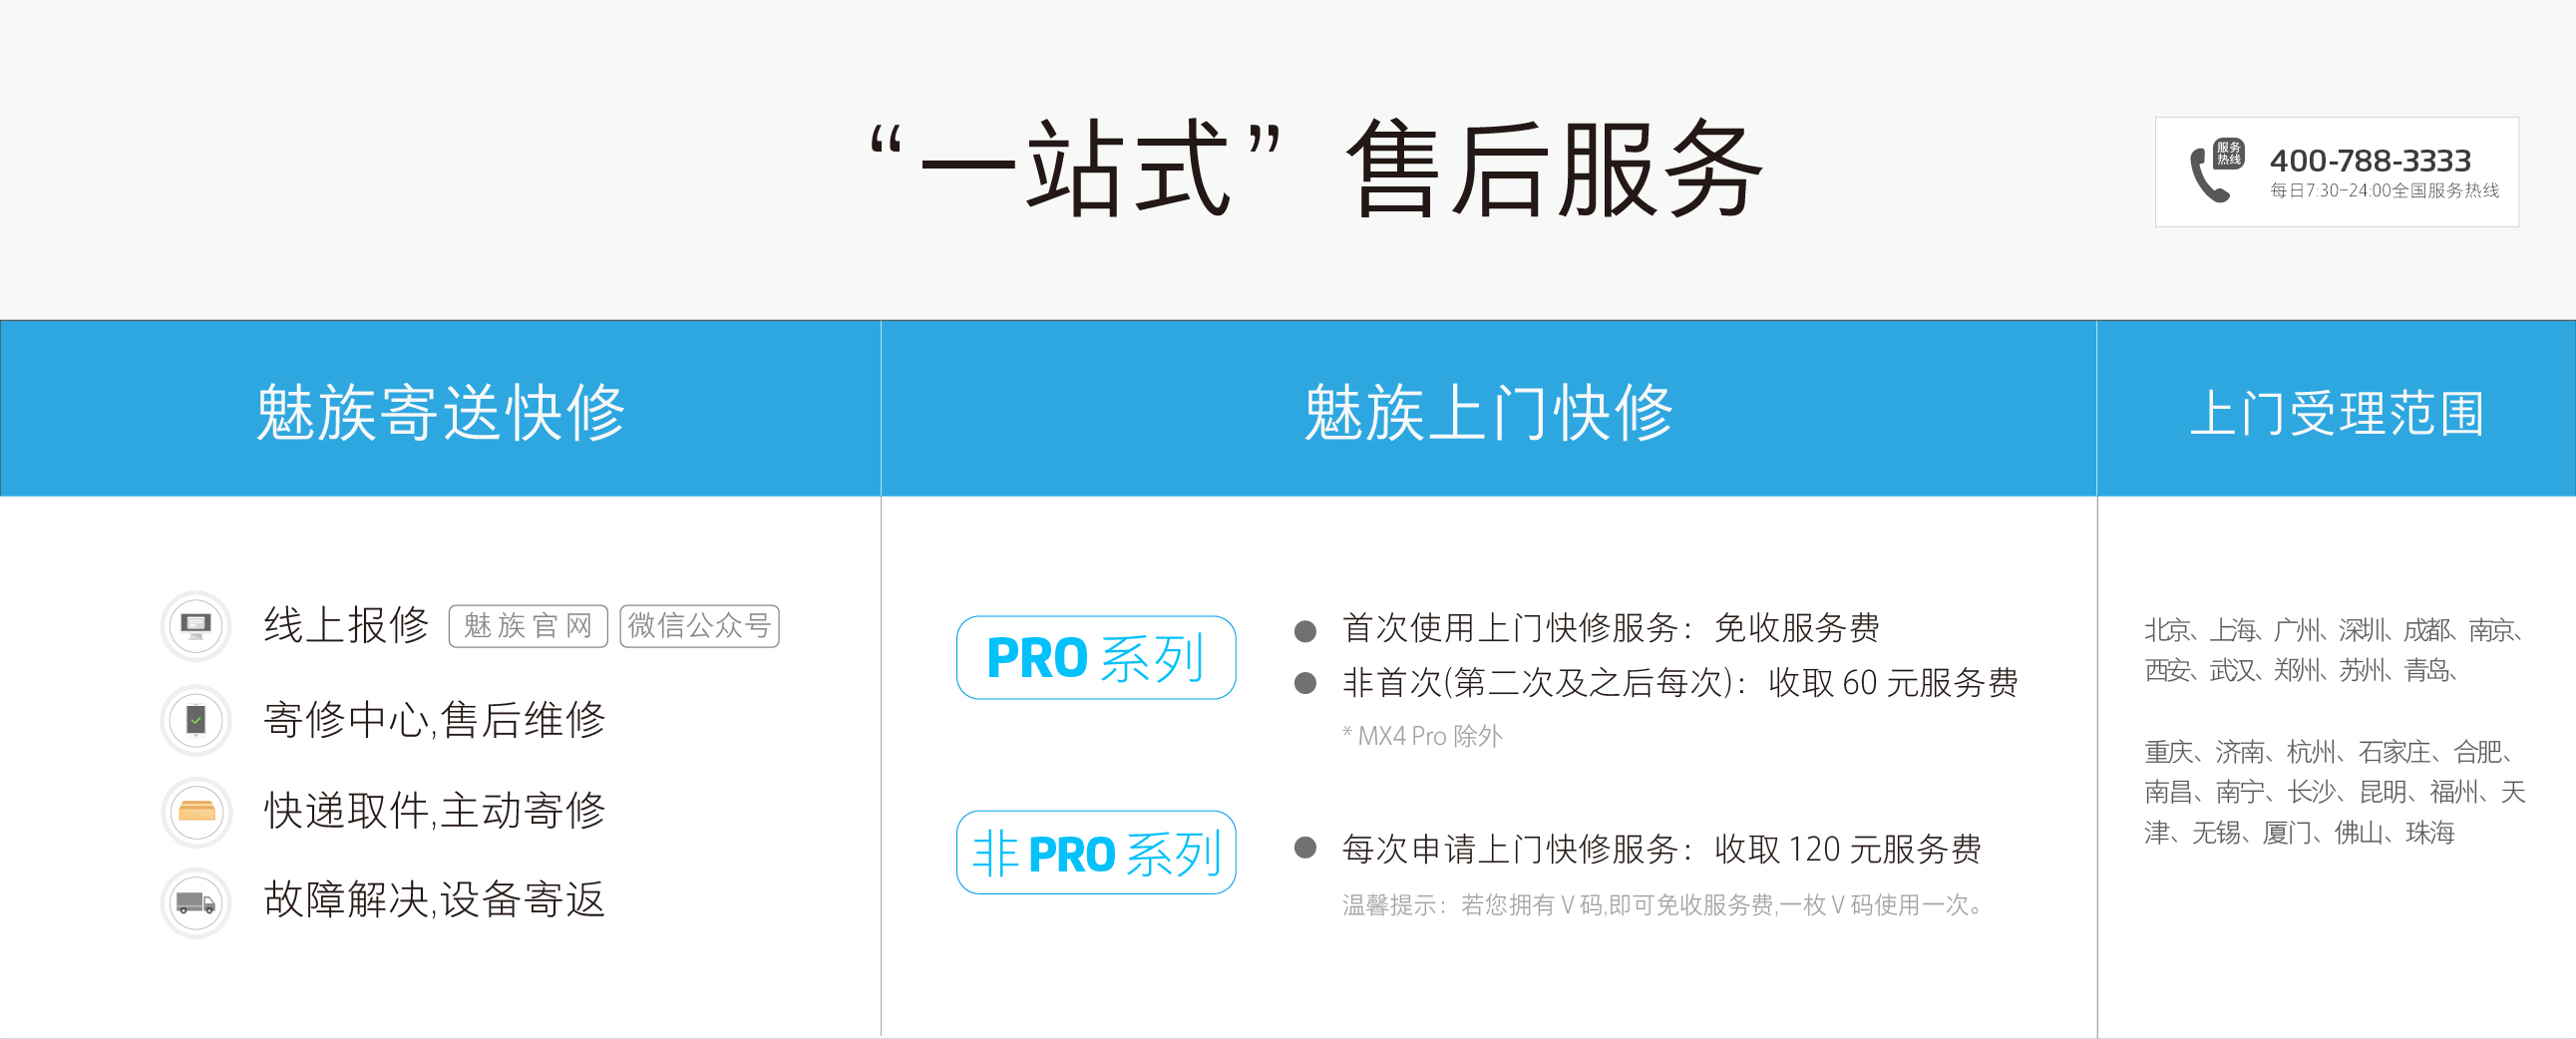 “一站式”售后服务
服务
热线
400-788-3333
每日7:30-24:00全国服务热线
魅族寄送快修
魅族上门快修
上门受理范围
线上报修 魅族官网 微信公众号
寄修中心,售后维修
快递取件,主动寄修
故障解决,设备寄返
PRO 系列
首次使用上门快修服务：免收服务费
非首次(第二次及之后每次)：收取 60 元服务费
* MX4 Pro 除外
非 PRO 系列
每次申请上门快修服务：收取 120 元服务费
温馨提示：若您拥有 V 码,即可免收服务费,一枚 V 码使用一次。
北京、上海、广州、深圳、成都、南京、
西安、武汉、郑州、苏州、青岛、
重庆、济南、杭州、石家庄、合肥、
南昌、南宁、长沙、昆明、福州、天
津、无锡、厦门、佛山、珠海